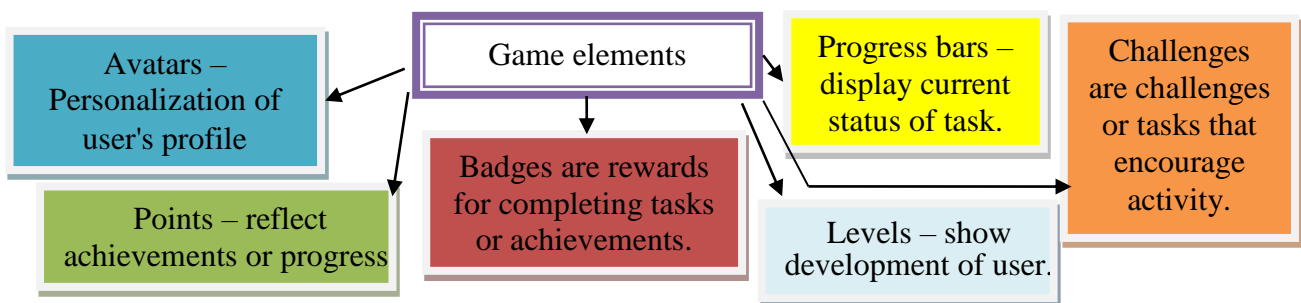 Game elements
Avatars –
Personalization of
user's profile
Points – reflect
achievements or progress
Badges are rewards
for completing tasks
or achievements.
Progress bars –
display current
status of task.
Levels – show
development of user.
Challenges
are challenges
or tasks that
encourage
activity.